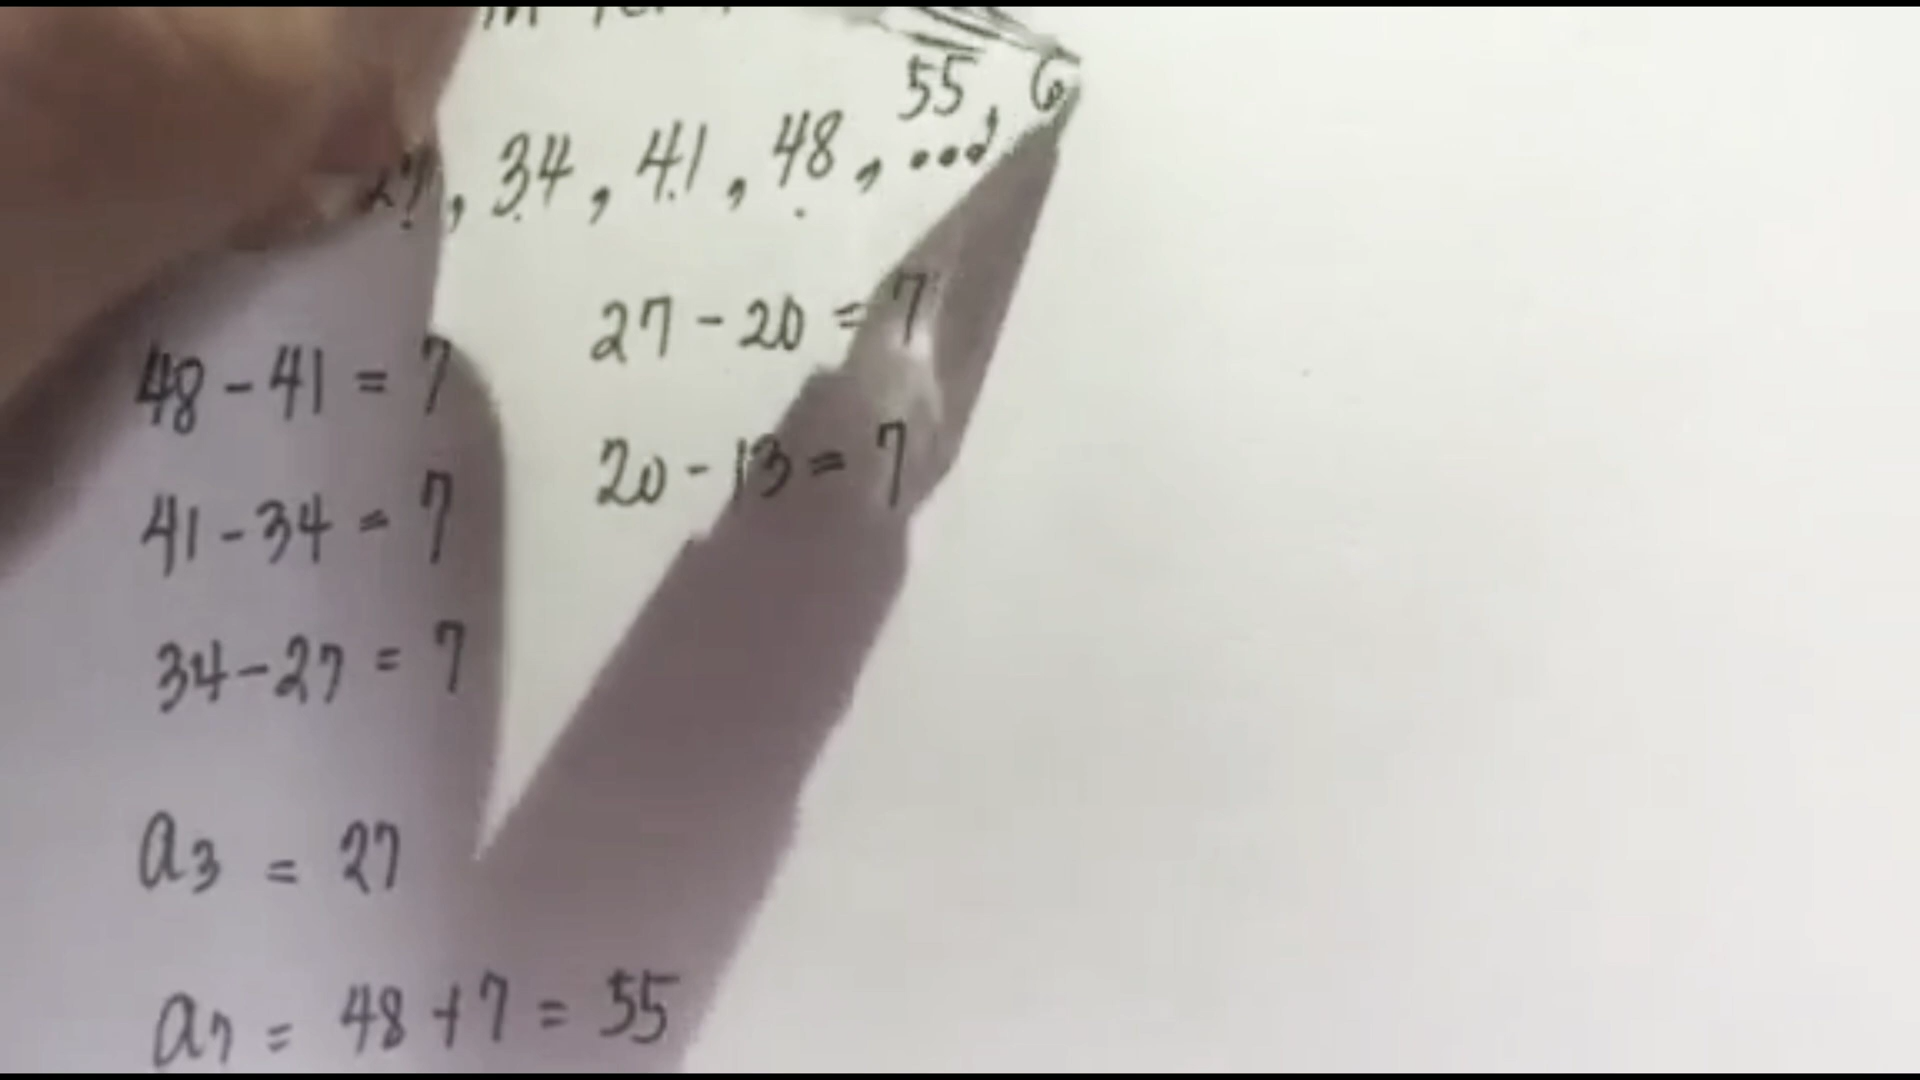 55, 6
27, 34, 41, 48, ...,
27 - 20 = 7
48 - 41 = 7
20 - 13 = 7
41 - 34 = 7
34 - 27 = 7
a3 = 27
a7 = 48 + 7 = 55